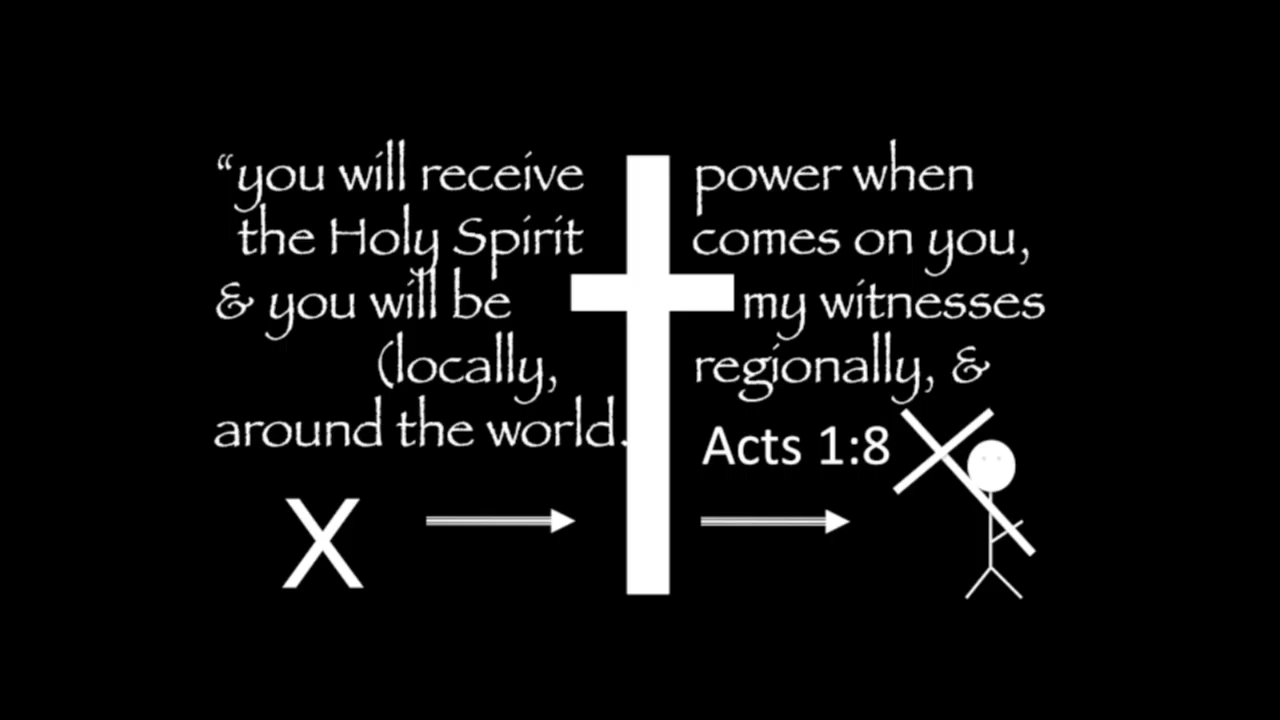 “you will receive power when
the Holy Spirit comes on you,
& you will be my witnesses
(locally, regionally, &
around the world.
Acts 1:8
X